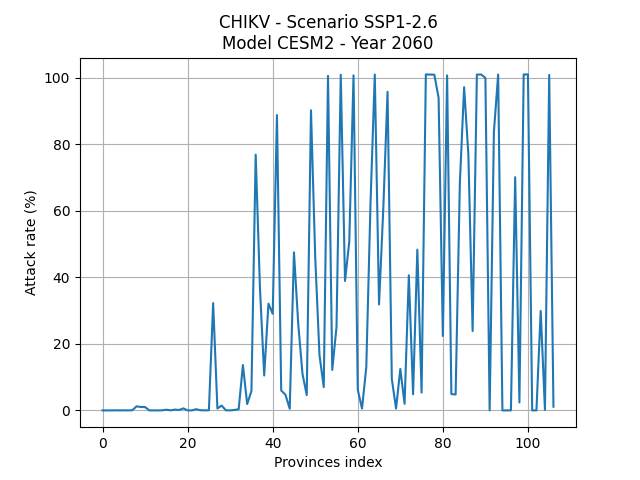 CHIKV - Scenario SSP1-2.6
Model CESM2 - Year 2060
100
80
60
40
20
0
Attack rate (%)
0 20 40 60 80 100
Provinces index